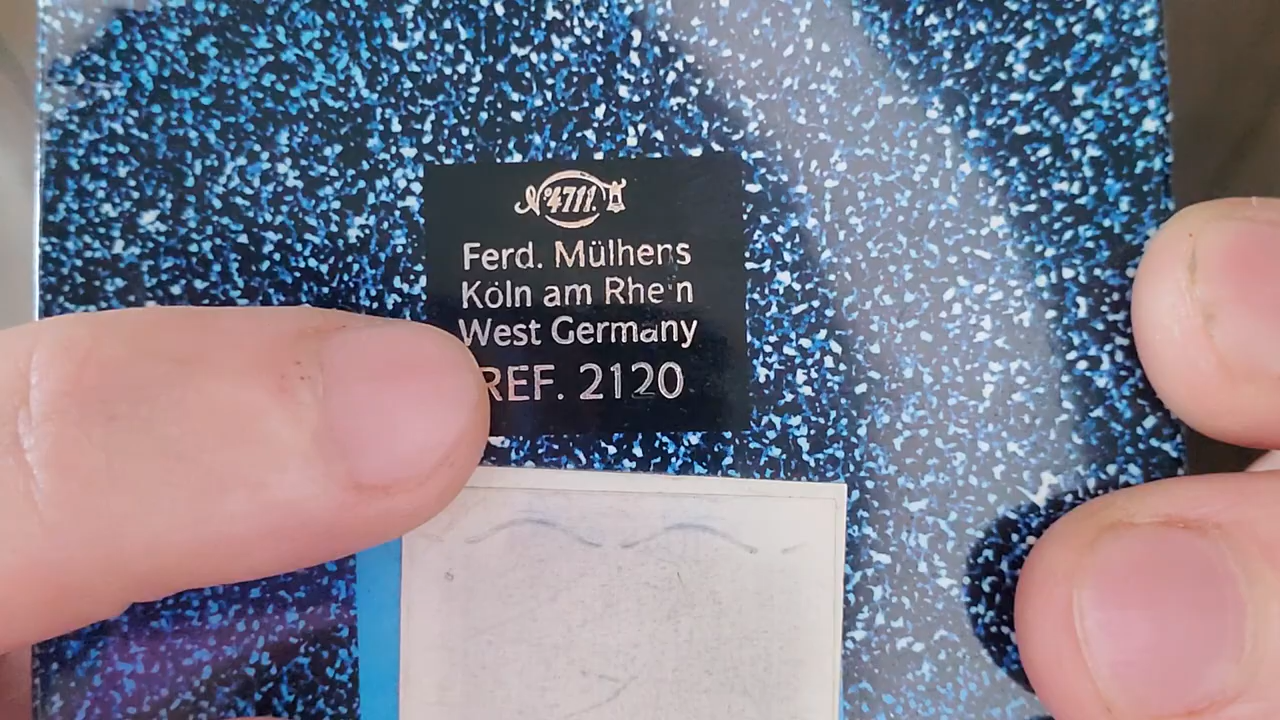 Nº4711.
Ferd. Mülhens
Köln am Rhein
West Germany
REF. 2120